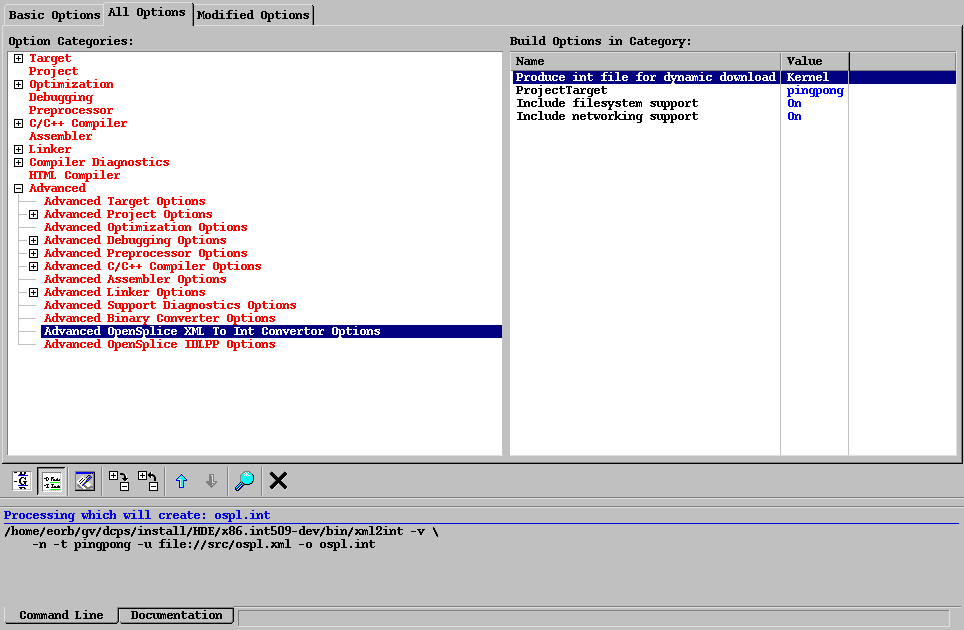 Basic Options All Options Modified Options
Option Categories:
Target
Project
Optimization
Debugging
Preprocessor
C/C++ Compiler
Assembler
Linker
Compiler Diagnostics
HTML Compiler
Advanced
Advanced Target Options
Advanced Project Options
Advanced Optimization Options
Advanced Debugging Options
Advanced Preprocessor Options
Advanced C/C++ Compiler Options
Advanced Assembler Options
Advanced Linker Options
Advanced Support Diagnostics Options
Advanced Binary Converter Options
Advanced OpenSplice XML To Int Convertor Options
Advanced OpenSplice IDLPP Options
Build Options in Category:
Name Value
Produce int file for dynamic download Kernel
ProjectTarget pingpong
Include filesystem support On
Include networking support On
Processing which will create: ospl.int
/home/eorb/gv/dcps/install/HDE/x86.int509-dev/bin/xml2int -v \
-n -t pingpong -u file://src/ospl.xml -o ospl.int
Command Line Documentation